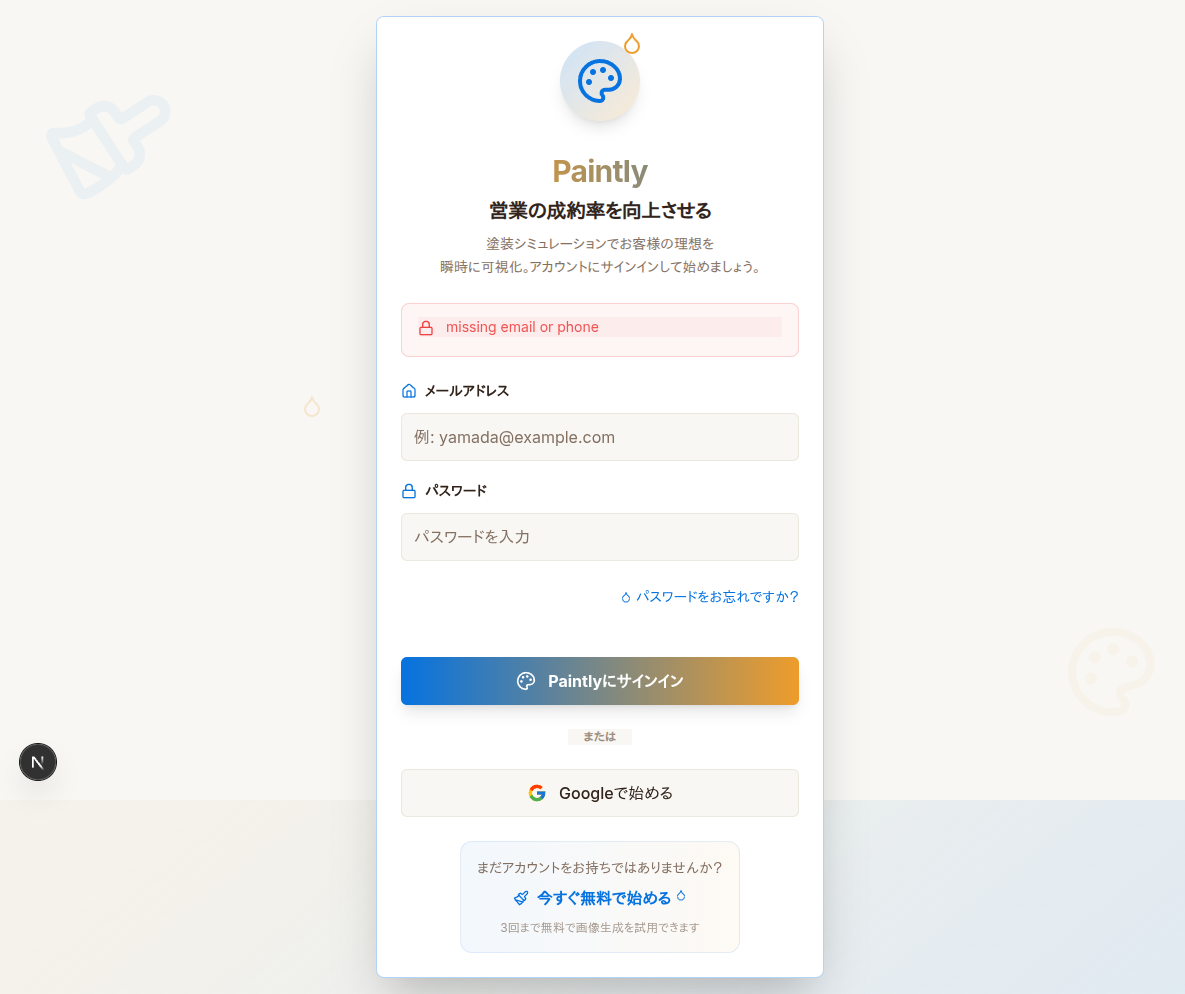 Paintly
営業の成約率を向上させる
塗装シミュレーションでお客様の理想を
瞬時に可視化。アカウントにサインインして始めましょう。
missing email or phone
メールアドレス
例: yamada@example.com
パスワード
パスワードを入力
パスワードをお忘れですか?
Paintlyにサインイン
または
N
Googleで始める
まだアカウントをお持ちではありませんか?
今すぐ無料で始める
3回まで無料で画像生成を試用できます